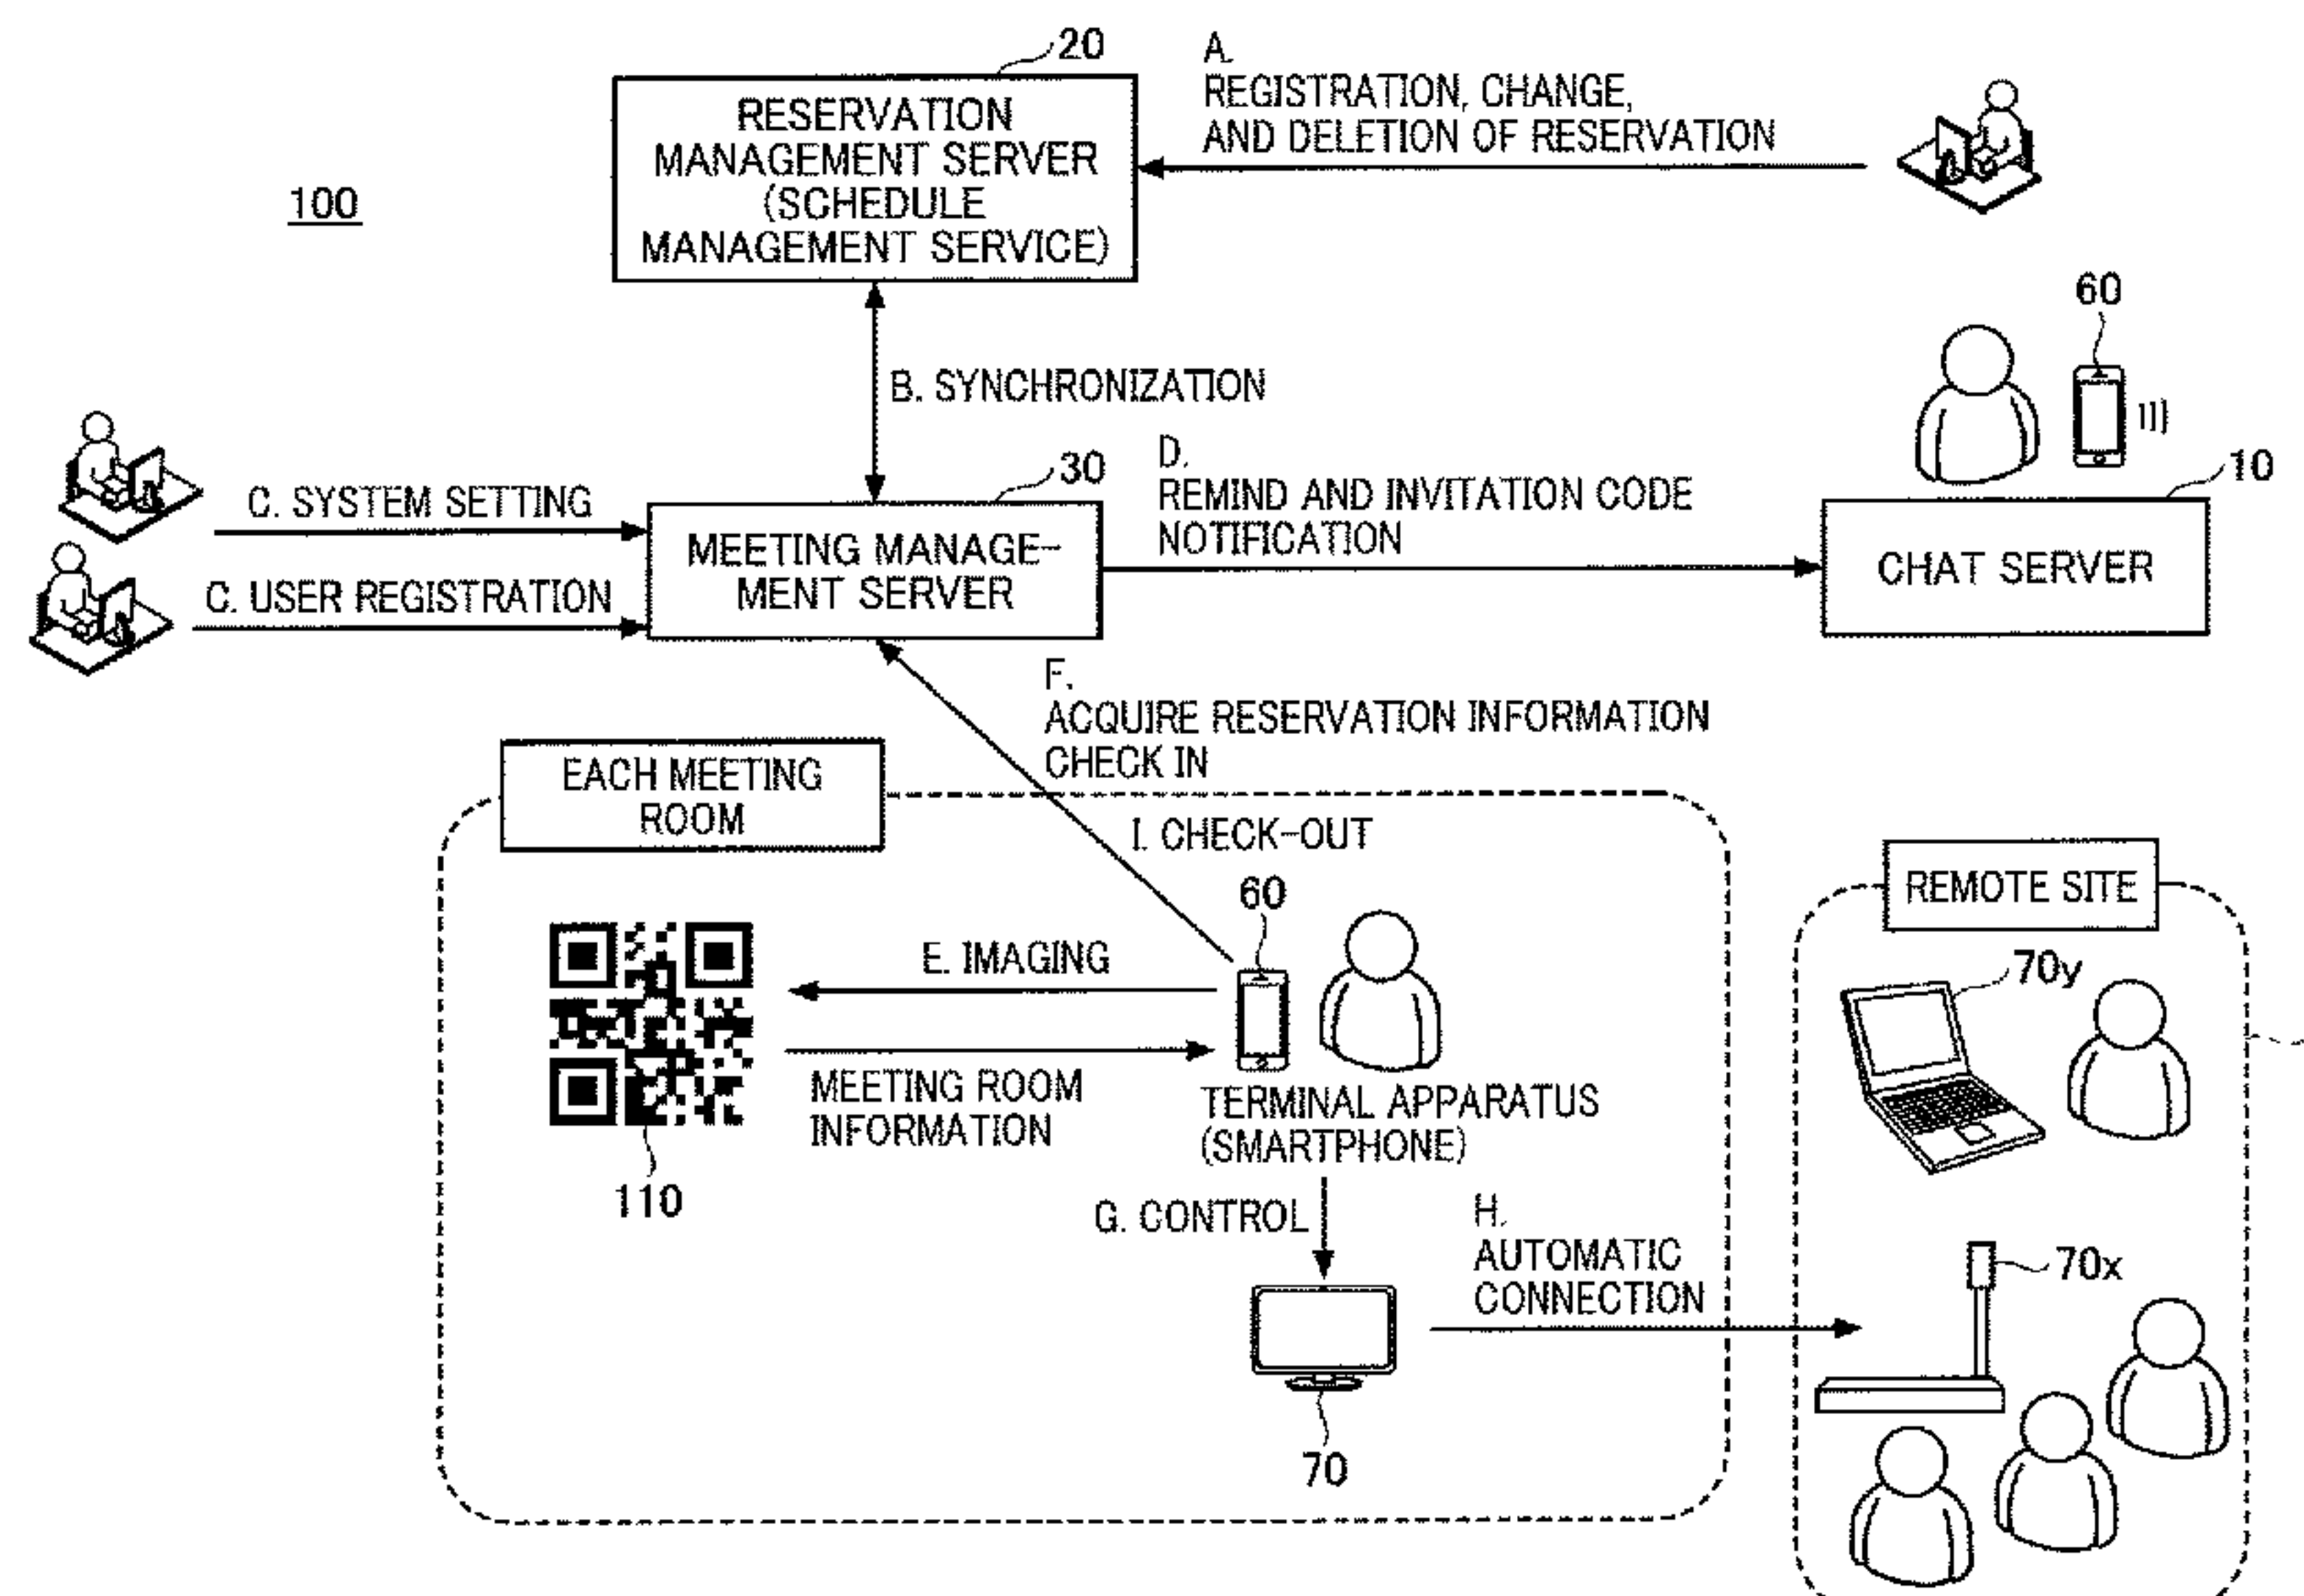 20
A.
REGISTRATION, CHANGE,
AND DELETION OF RESERVATION
RESERVATION
MANAGEMENT SERVER
(SCHEDULE
MANAGEMENT SERVICE)
100
60
B. SYNCHRONIZATION
30
D.
REMIND AND INVITATION CODE
NOTIFICATION
10
C. SYSTEM SETTING
MEETING MANAGE-
MENT SERVER
CHAT SERVER
C. USER REGISTRATION
F.
ACQUIRE RESERVATION INFORMATION
CHECK IN
EACH MEETING
ROOM
I. CHECK-OUT
REMOTE SITE
60
E. IMAGING
70y
MEETING ROOM
INFORMATION
TERMINAL APPARATUS
(SMARTPHONE)
110
G. CONTROL
H.
AUTOMATIC
CONNECTION
70x
70